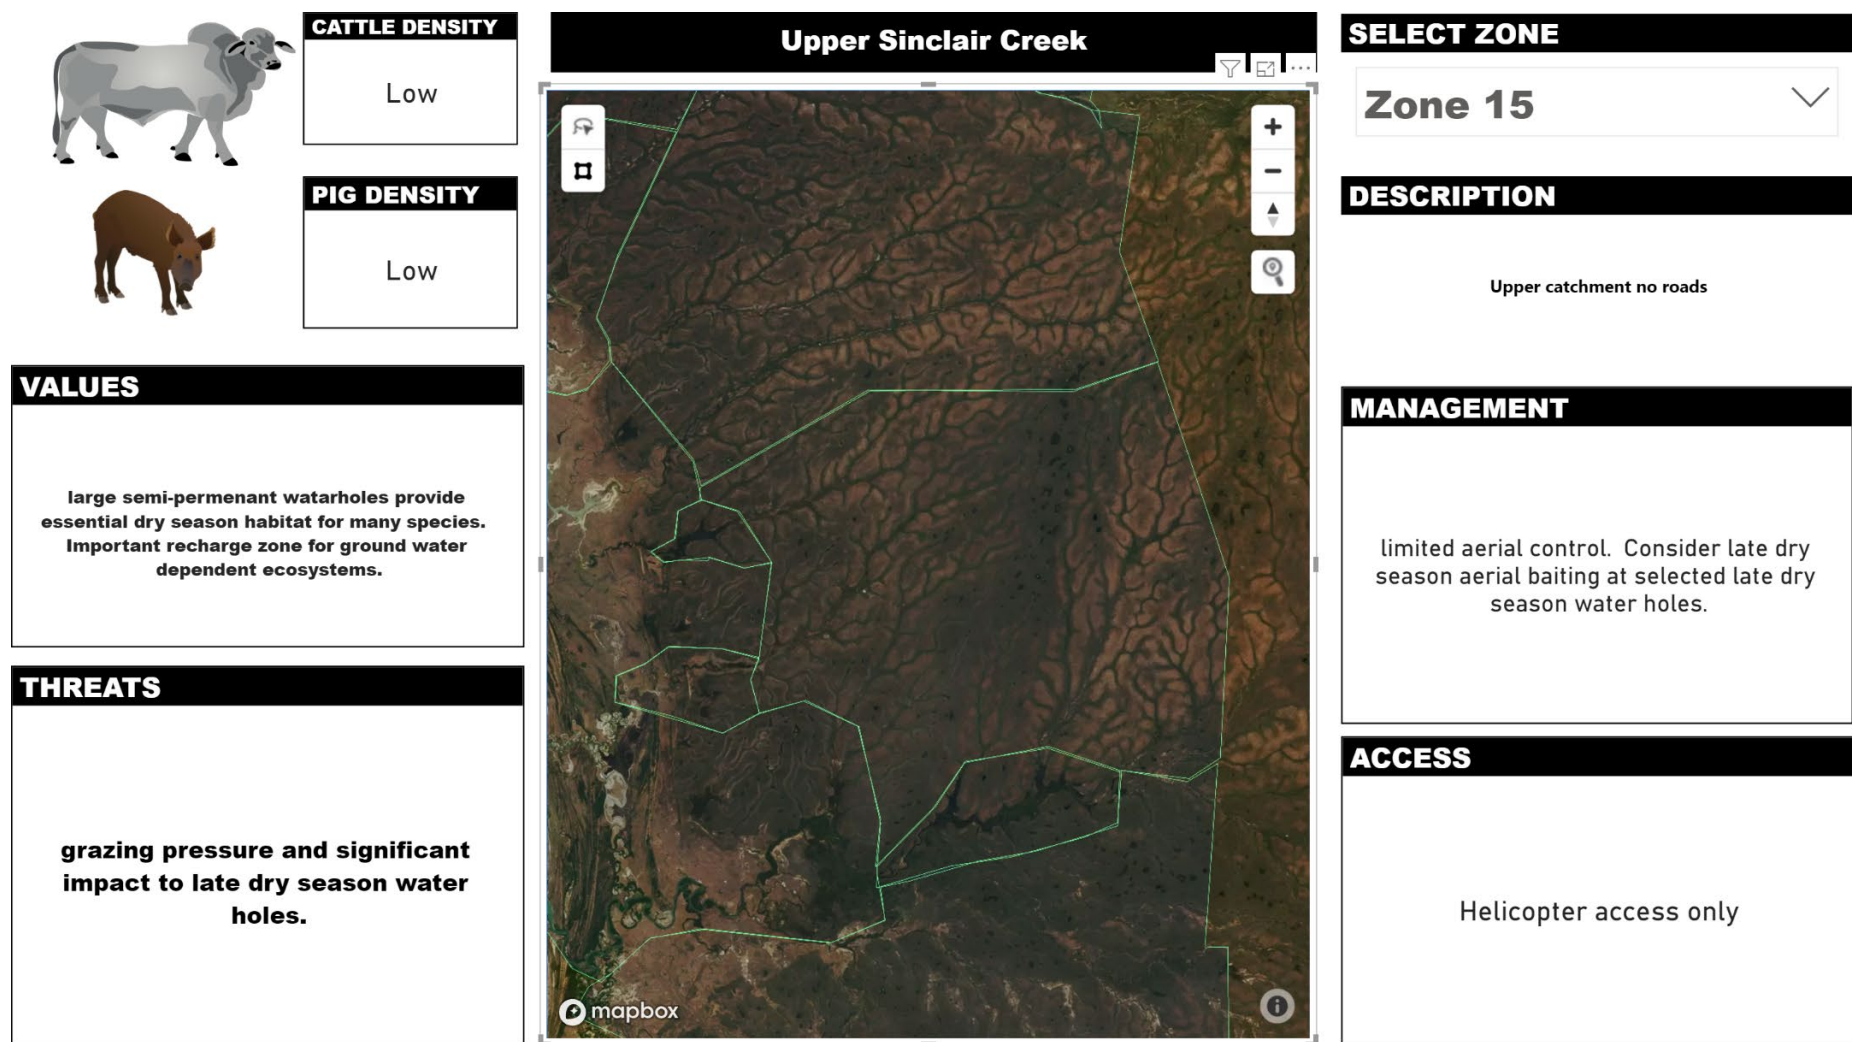 CATTLE DENSITY
Low
PIG DENSITY
Low
VALUES
large semi-permenant watarholes provide
essential dry season habitat for many species.
Important recharge zone for ground water
dependent ecosystems.
THREATS
grazing pressure and significant
impact to late dry season water
holes.
Upper Sinclair Creek
mapbox
SELECT ZONE
Zone 15
DESCRIPTION
Upper catchment no roads
MANAGEMENT
limited aerial control. Consider late dry
season aerial baiting at selected late dry
season water holes.
ACCESS
Helicopter access only